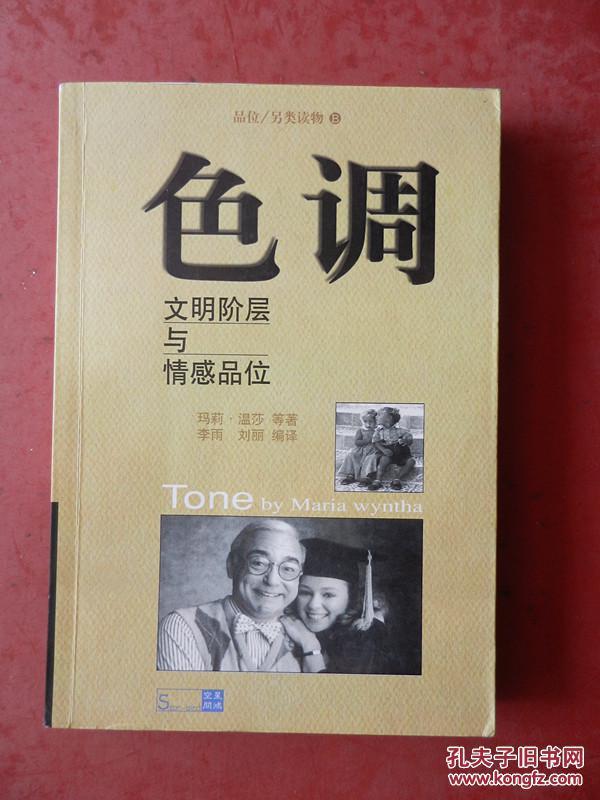 品位/另类读物 B
色调
文明阶层
与
情感品位
玛莉·温莎 等著
李雨 刘丽 编译
Tone by Maria wyntha
孔夫子旧书网
www.kongfz.com